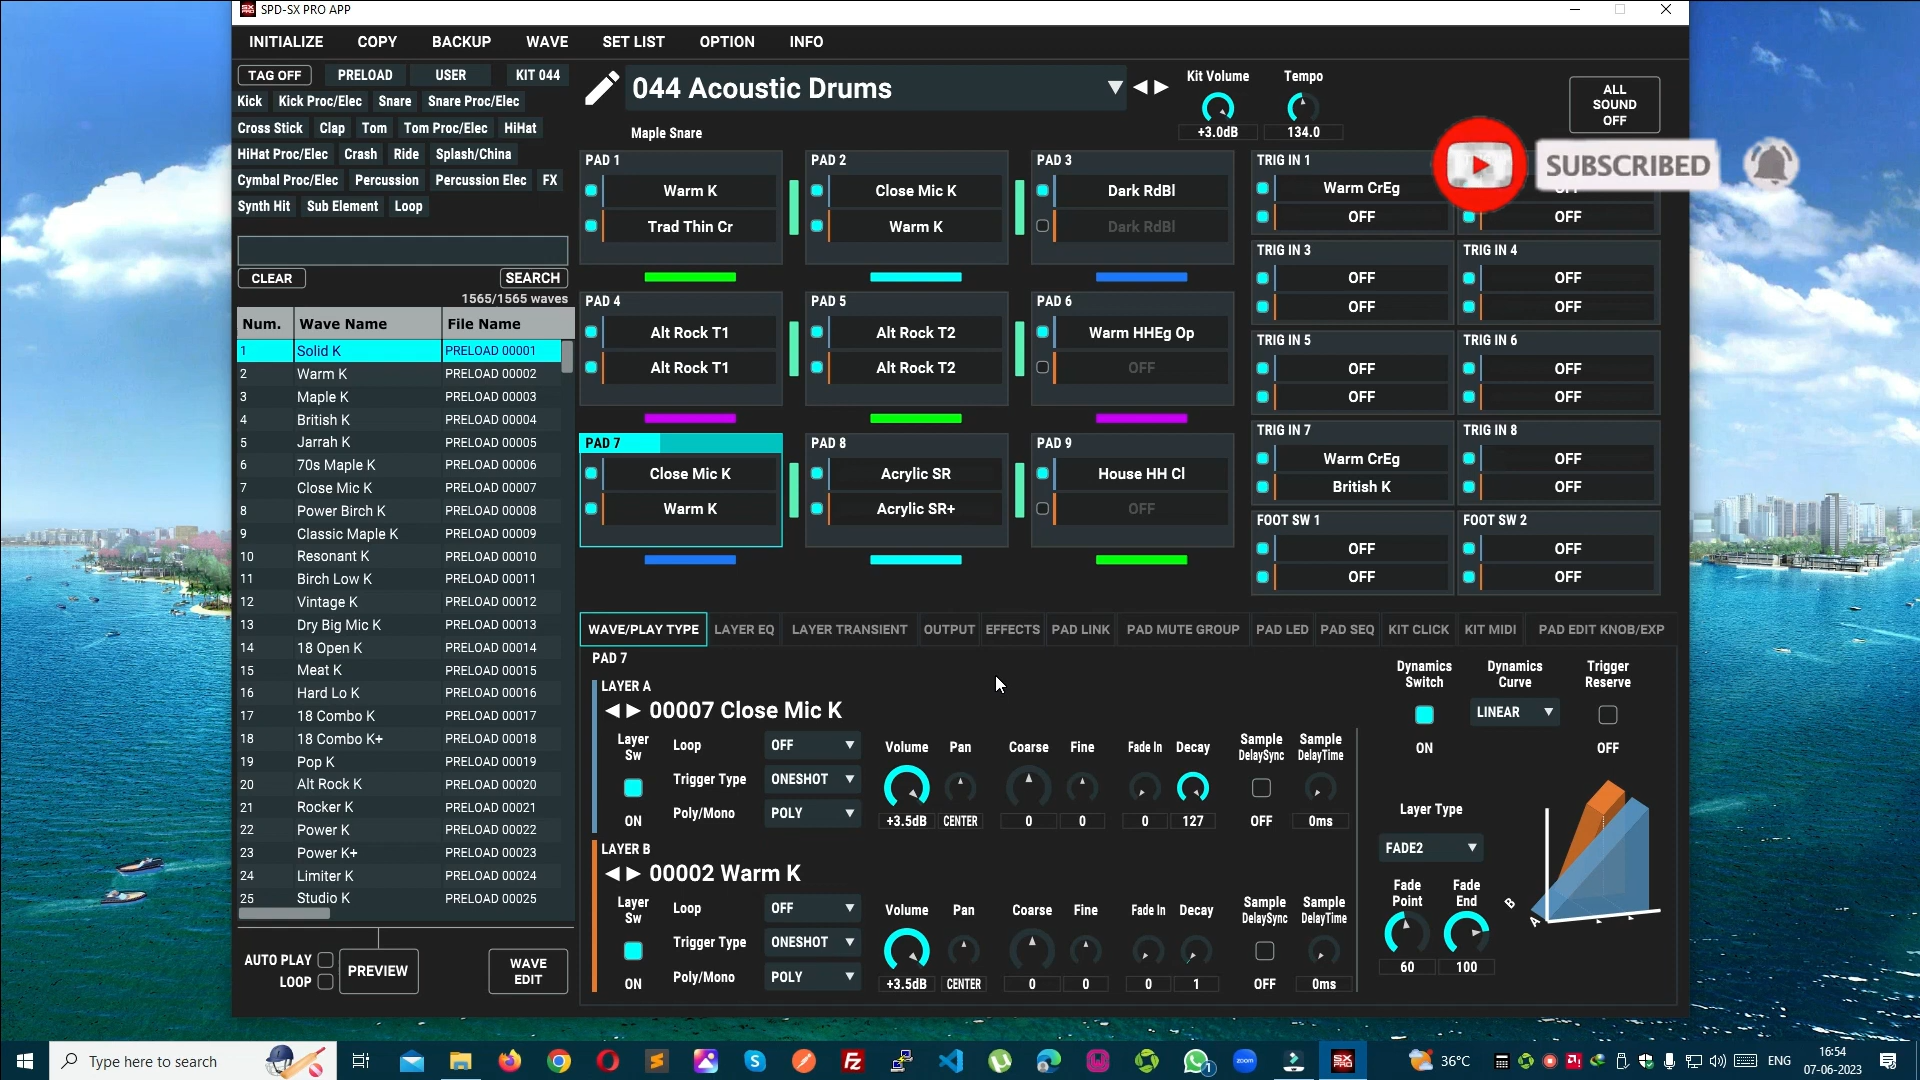 SPD-SX PRO APP
INITIALIZE COPY BACKUP WAVE SET LIST OPTION INFO
TAG OFF PRELOAD USER KIT 044
Kick Kick Proc/Elec Snare Snare Proc/Elec
Cross Stick Clap Tom Tom Proc/Elec HiHat
HiHat Proc/Elec Crash Ride Splash/China
Cymbal Proc/Elec Percussion Percussion Elec FX
Synth Hit Sub Element Loop
CLEAR SEARCH
1565/1565 waves
Num. Wave Name File Name
1 Solid K PRELOAD 00001
2 Warm K PRELOAD 00002
3 Maple K PRELOAD 00003
4 British K PRELOAD 00004
5 Jarrah K PRELOAD 00005
6 70s Maple K PRELOAD 00006
7 Close Mic K PRELOAD 00007
8 Power Birch K PRELOAD 00008
9 Classic Maple K PRELOAD 00009
10 Resonant K PRELOAD 00010
11 Birch Low K PRELOAD 00011
12 Vintage K PRELOAD 00012
13 Dry Big Mic K PRELOAD 00013
14 18 Open K PRELOAD 00014
15 Meat K PRELOAD 00015
16 Hard Lo K PRELOAD 00016
17 18 Combo K PRELOAD 00017
18 18 Combo K+ PRELOAD 00018
19 Pop K PRELOAD 00019
20 Alt Rock K PRELOAD 00020
21 Rocker K PRELOAD 00021
22 Power K PRELOAD 00022
23 Power K+ PRELOAD 00023
24 Limiter K PRELOAD 00024
25 Studio K PRELOAD 00025
AUTO PLAY
LOOP
PREVIEW
WAVE
EDIT
044 Acoustic Drums
Maple Snare
Kit Volume Tempo
+3.0dB 134.0
ALL
SOUND
OFF
SUBSCRIBED
PAD 1 PAD 2 PAD 3
Warm K Close Mic K Dark RdBl
Trad Thin Cr Warm K Dark RdBl
PAD 4 PAD 5 PAD 6
Alt Rock T1 Alt Rock T2 Warm HHEg Op
Alt Rock T1 Alt Rock T2 OFF
PAD 7 PAD 8 PAD 9
Close Mic K Acrylic SR House HH Cl
Warm K Acrylic SR+ OFF
TRIG IN 1
Warm CrEg
OFF OFF
TRIG IN 3 TRIG IN 4
OFF OFF
OFF OFF
TRIG IN 5 TRIG IN 6
OFF OFF
OFF OFF
TRIG IN 7 TRIG IN 8
Warm CrEg OFF
British K OFF
FOOT SW 1 FOOT SW 2
OFF OFF
OFF OFF
WAVE/PLAY TYPE LAYER EQ LAYER TRANSIENT OUTPUT EFFECTS PAD LINK PAD MUTE GROUP PAD LED PAD SEQ KIT CLICK KIT MIDI PAD EDIT KNOB/EXP
PAD 7
LAYER A
00007 Close Mic K
Layer
Sw
ON
Loop OFF
Trigger Type ONESHOT
Poly/Mono POLY
Volume Pan Coarse Fine Fade In Decay
Sample
DelaySync
Sample
DelayTime
+3.5dB CENTER 0 0 0 127 OFF 0ms
LAYER B
00002 Warm K
Layer
Sw
ON
Loop OFF
Trigger Type ONESHOT
Poly/Mono POLY
Volume Pan Coarse Fine Fade In Decay
Sample
DelaySync
Sample
DelayTime
+3.5dB CENTER 0 0 0 1 OFF 0ms
Dynamics
Switch
ON
Dynamics
Curve
LINEAR
Trigger
Reserve
OFF
Layer Type
FADE2
Fade
Point
60
Fade
End
100
B
A
Type here to search
zoom
36°C
ENG
16:54
07-06-2023